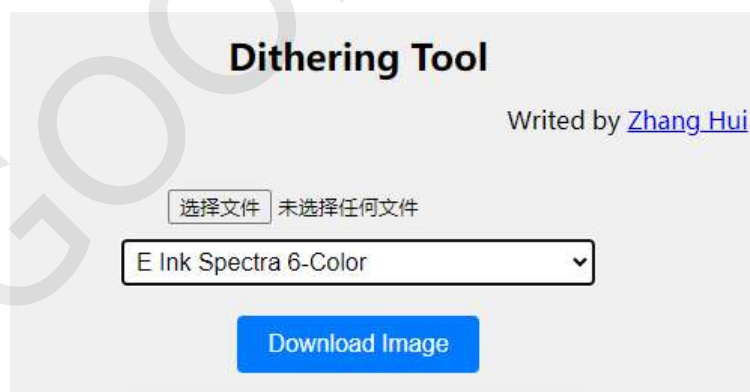 Dithering Tool
Writed by Zhang Hui
选择文件 未选择任何文件
E Ink Spectra 6-Color
Download Image